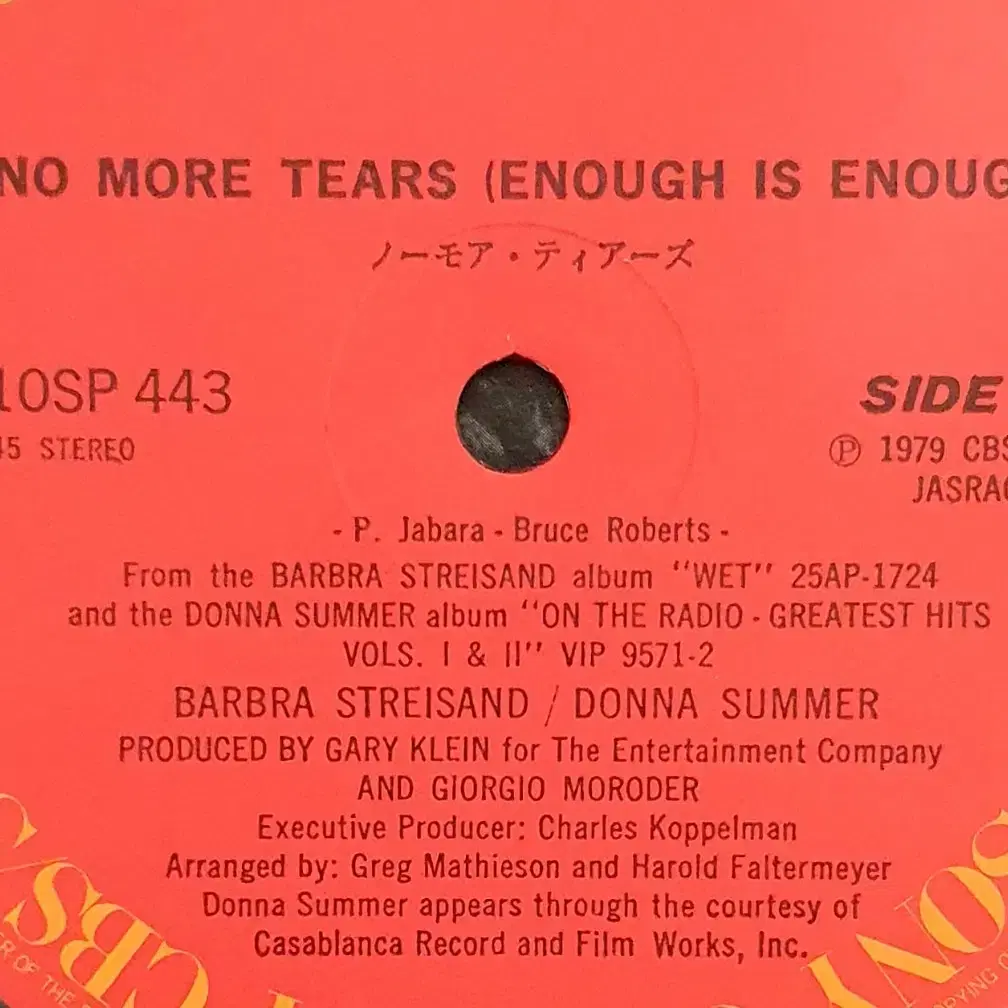 NO MORE TEARS (ENOUGH IS ENOUG
ノーモア・ティアーズ
10SP 443
SIDE
45 STEREO
Ⓟ 1979 CBS
JASRAC
- P. Jabara - Bruce Roberts -
From the BARBRA STREISAND album "WET" 25AP-1724
and the DONNA SUMMER album "ON THE RADIO - GREATEST HITS
VOLS. I & II" VIP 9571-2
BARBRA STREISAND / DONNA SUMMER
PRODUCED BY GARY KLEIN for The Entertainment Company
AND GIORGIO MORODER
Executive Producer: Charles Koppelman
Arranged by: Greg Mathieson and Harold Faltermeyer
Donna Summer appears through the courtesy of
Casablanca Record and Film Works, Inc.
CBS/
SONY
ER OF THE